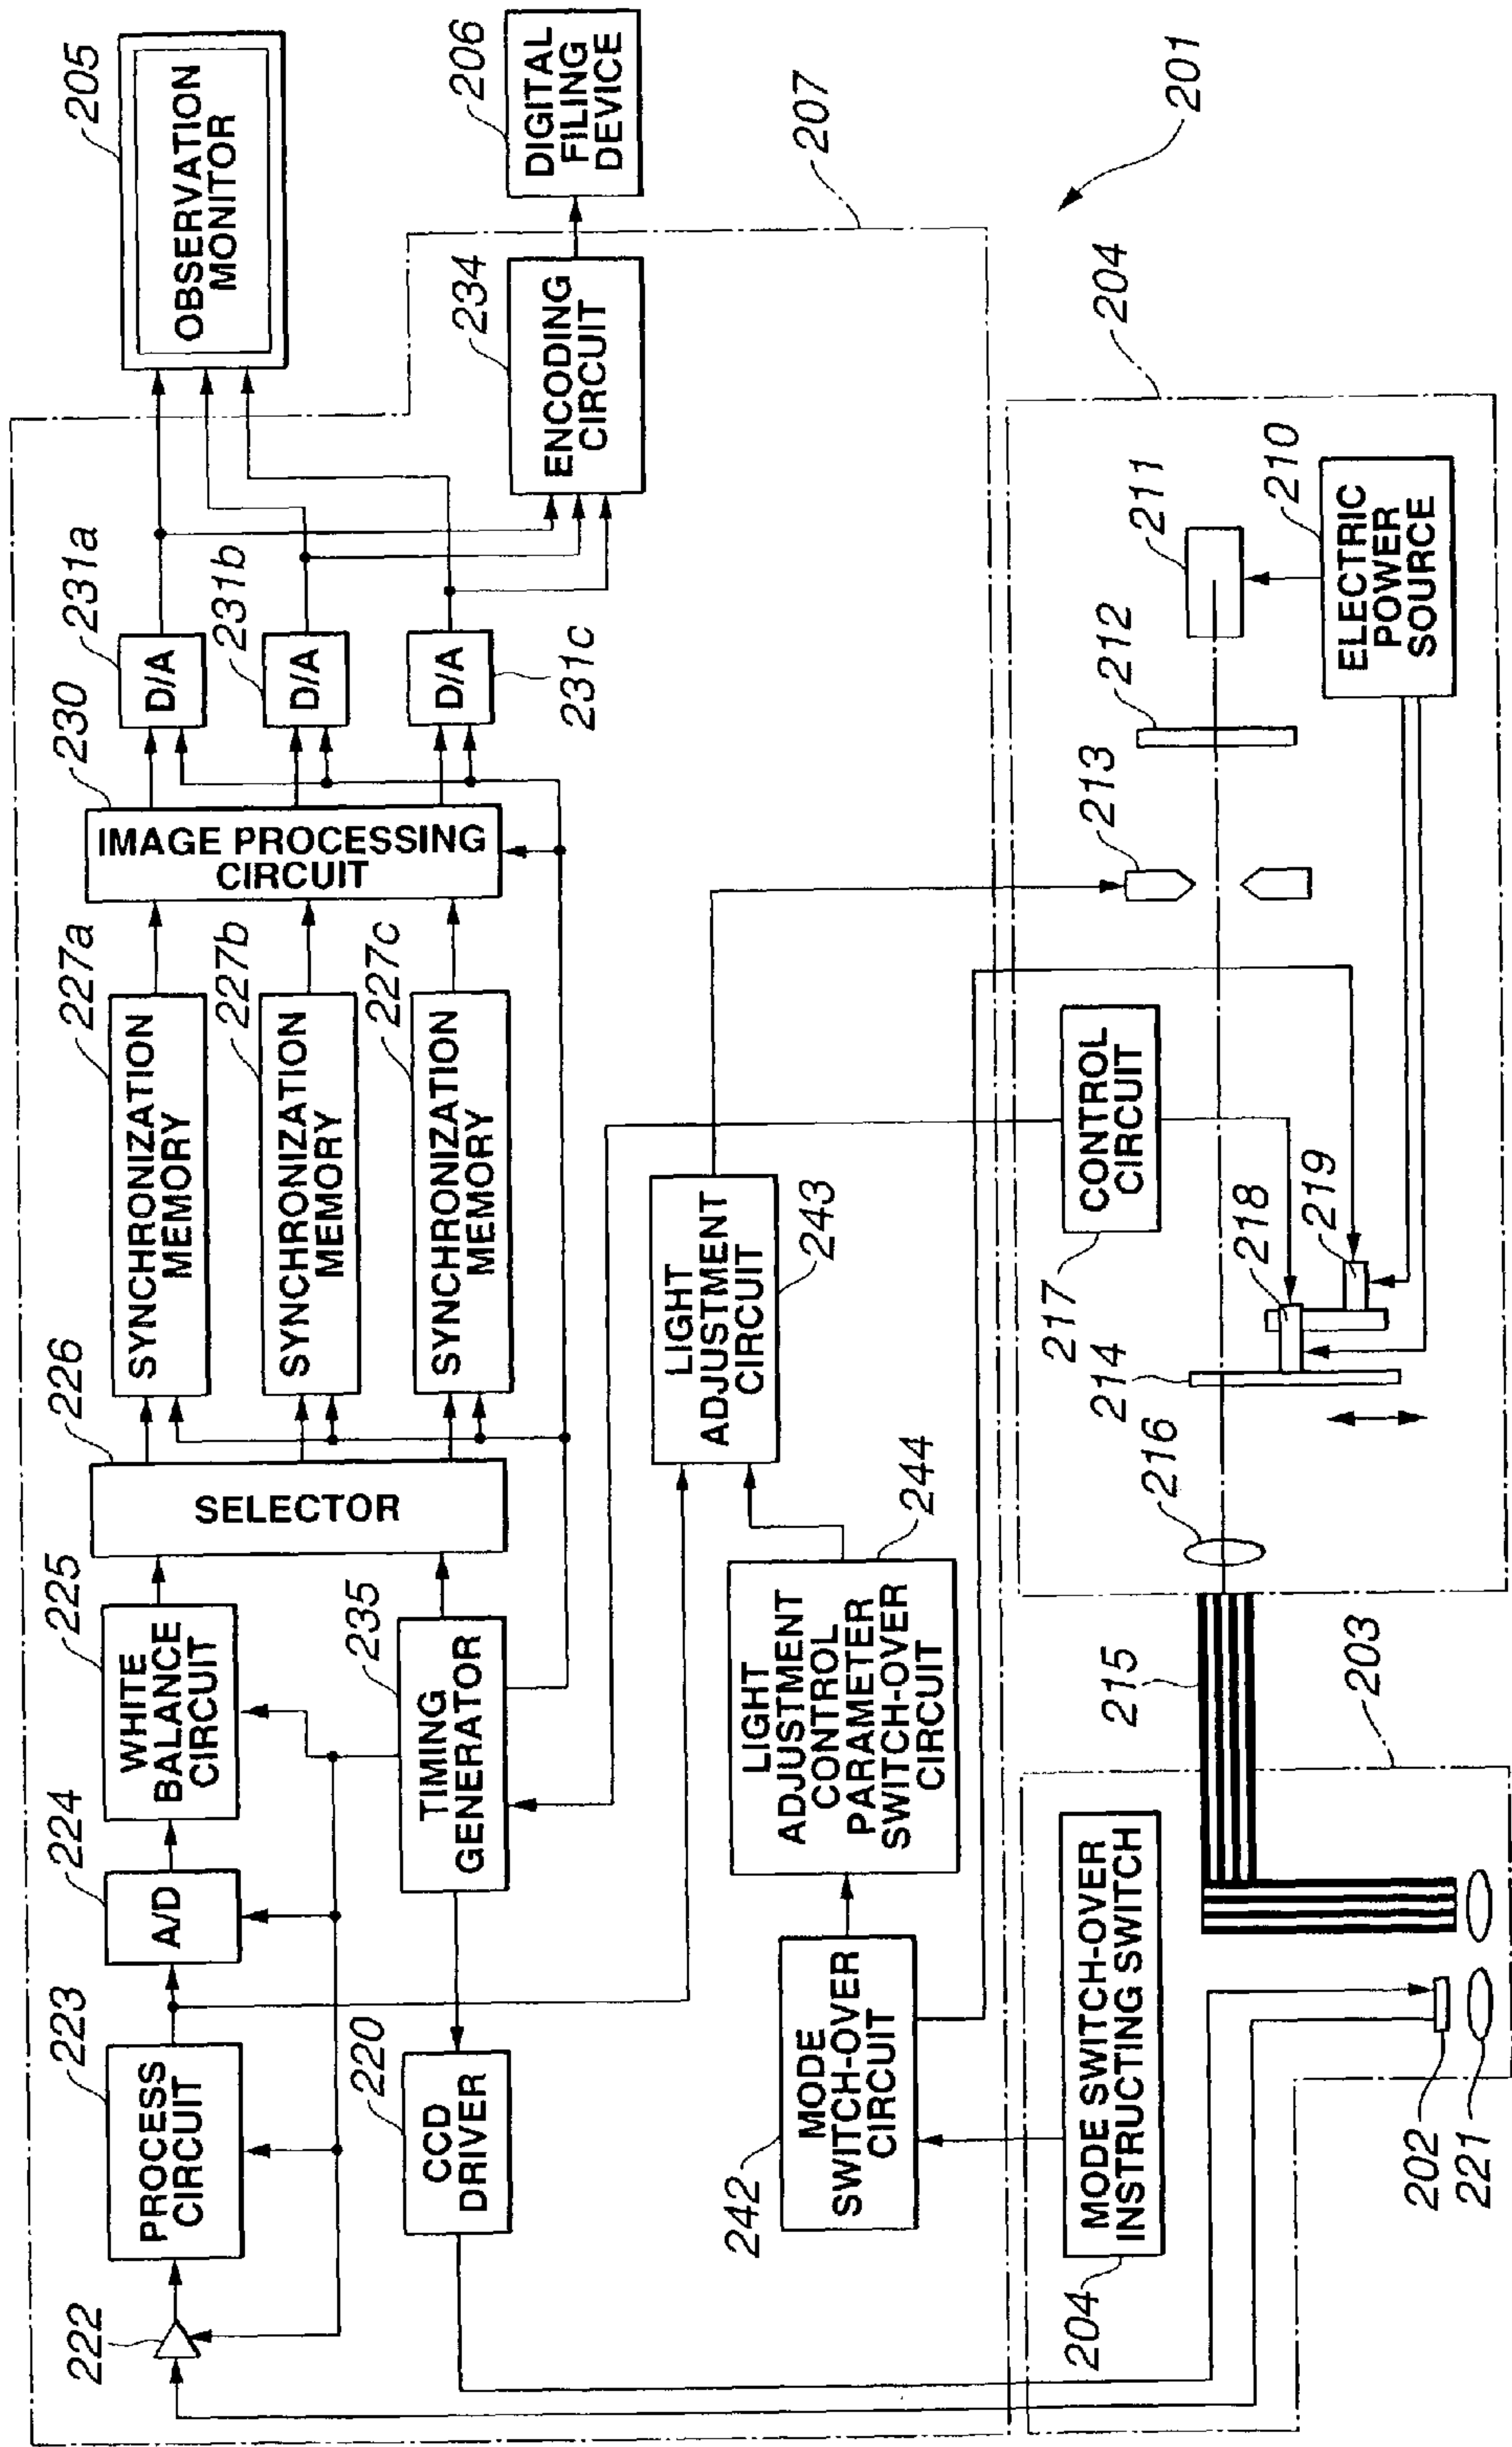 205
OBSERVATION
MONITOR
206
DIGITAL
FILING
DEVICE
207
201
234
ENCODING
CIRCUIT
231a
D/A
231b
D/A
231c
D/A
230
IMAGE PROCESSING
CIRCUIT
227a
SYNCHRONIZATION
MEMORY
227b
SYNCHRONIZATION
MEMORY
227c
SYNCHRONIZATION
MEMORY
226
SELECTOR
225
WHITE
BALANCE
CIRCUIT
224
A/D
223
PROCESS
CIRCUIT
222
235
TIMING
GENERATOR
220
CCD
DRIVER
LIGHT
ADJUSTMENT
CIRCUIT
243
244
LIGHT
ADJUSTMENT
CONTROL
PARAMETER
SWITCH-OVER
CIRCUIT
242
MODE
SWITCH-OVER
CIRCUIT
204
MODE SWITCH-OVER
INSTRUCTING SWITCH
204
211
210
ELECTRIC
POWER
SOURCE
212
213
CONTROL
CIRCUIT
217
218
219
214
216
215
203
202
221